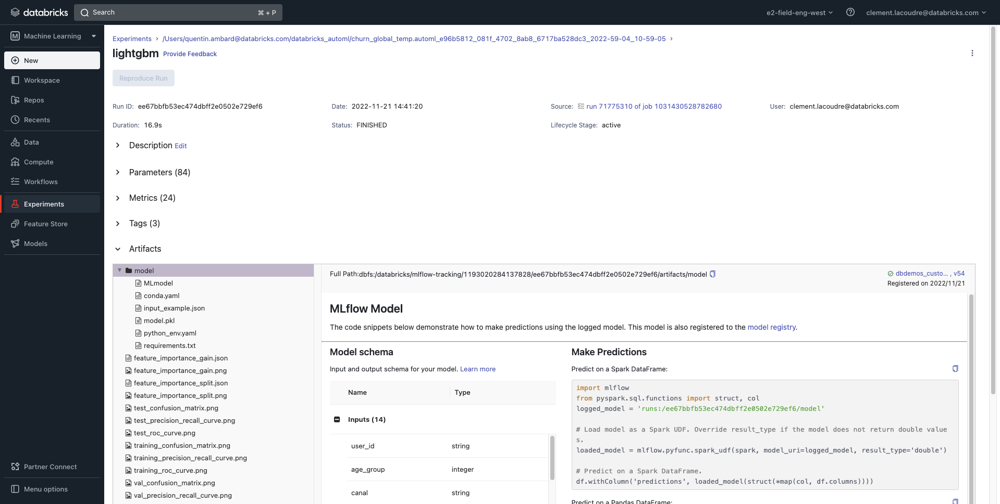 databricks
Search
⌘ + P
e2-field-eng-west
clement.lacoudre@databricks.com
Machine Learning
New
Workspace
Repos
Recents
Data
Compute
Workflows
Experiments
Feature Store
Models
Partner Connect
Menu options
Experiments › /Users/quentin.ambard@databricks.com/databricks_automl/churn_global_temp.automl_e96b5812_081f_4702_8ab8_6717ba528dc3_2022-59-04_10-59-05 ›
lightgbm Provide Feedback
Reproduce Run
Run ID: ee67bbfb53ec474dbff2e0502e729ef6
Date: 2022-11-21 14:41:20
Source: run 71775310 of job 1031430528782680
User: clement.lacoudre@databricks.com
Duration: 16.9s
Status: FINISHED
Lifecycle Stage: active
Description Edit
Parameters (84)
Metrics (24)
Tags (3)
Artifacts
model
MLmodel
conda.yaml
input_example.json
model.pkl
python_env.yaml
requirements.txt
feature_importance_gain.json
feature_importance_gain.png
feature_importance_split.json
feature_importance_split.png
test_confusion_matrix.png
test_precision_recall_curve.png
test_roc_curve.png
training_confusion_matrix.png
training_precision_recall_curve.png
training_roc_curve.png
val_confusion_matrix.png
val_precision_recall_curve.png
Full Path:dbfs:/databricks/mlflow-tracking/1193020284137828/ee67bbfb53ec474dbff2e0502e729ef6/artifacts/model
dbdemos_custo... , v54
Registered on 2022/11/21
MLflow Model
The code snippets below demonstrate how to make predictions using the logged model. This model is also registered to the model registry.
Model schema
Input and output schema for your model. Learn more
Name Type
Inputs (14)
user_id string
age_group integer
canal string
Make Predictions
Predict on a Spark DataFrame:
import mlflow
from pyspark.sql.functions import struct, col
logged_model = 'runs:/ee67bbfb53ec474dbff2e0502e729ef6/model'
# Load model as a Spark UDF. Override result_type if the model does not return double value
s.
loaded_model = mlflow.pyfunc.spark_udf(spark, model_uri=logged_model, result_type='double')
# Predict on a Spark DataFrame.
df.withColumn('predictions', loaded_model(struct(*map(col, df.columns))))
Predict on a Pandas DataFrame: